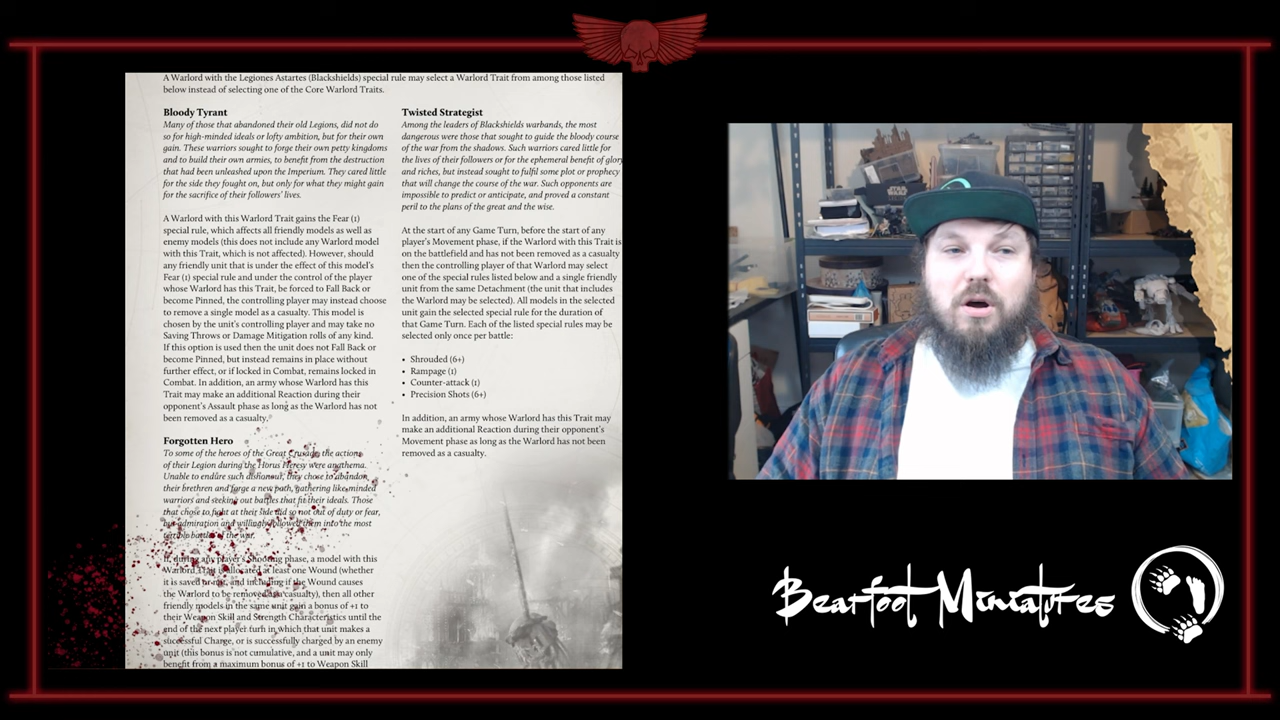 A Warlord with the Legiones Astartes (Blackshields) special rule may select a Warlord Trait from among those listed
below instead of selecting one of the Core Warlord Traits.
Bloody Tyrant
Many of those that abandoned their old Legions, did not do
so for high-minded ideals or lofty ambition, but for their own
gain. These warriors sought to forge their own petty kingdoms
and to build their own armies, to benefit from the destruction
that had been unleashed upon the Imperium. They cared little
for the side they fought on, but only for what they might gain
for the sacrifice of their followers' lives.
A Warlord with this Warlord Trait gains the Fear (1)
special rule, which affects all friendly models as well as
enemy models (this does not include any Warlord model
with this Trait, which is not affected). However, should
any friendly unit that is under the effect of this model's
Fear (1) special rule and under the control of the player
whose Warlord has this Trait, be forced to Fall Back or
become Pinned, the controlling player may instead choose
to remove a single model as a casualty. This model is
chosen by the unit's controlling player and may take no
Saving Throws or Damage Mitigation rolls of any kind.
If this option is used then the unit does not Fall Back or
become Pinned, but instead remains in place without
further effect, or if locked in Combat, remains locked in
Combat. In addition, an army whose Warlord has this
Trait may make an additional Reaction during their
opponent's Assault phase as long as the Warlord has not
been removed as a casualty.
Forgotten Hero
To some of the heroes of the Great Crusade, the actions
of their Legion during the Horus Heresy were anathema.
Unable to endure such dishonour, they chose to abandon
their brethren and forge a new path, gathering like-minded
warriors and seeking out battles that fit their ideals. Those
that chose to fight at their side did so not out of duty or fear,
but admiration and willingly followed them into the most
terrible battles of the war.
If, during any player's Shooting phase, a model with this
Warlord Trait is allocated at least one Wound (whether
it is saved or not, and including if the Wound causes
the Warlord to be removed as a casualty), then all other
friendly models in the same unit gain a bonus of +1 to
their Weapon Skill and Strength Characteristics until the
end of the next player turn in which that unit makes a
successful Charge, or is successfully charged by an enemy
unit (this bonus is not cumulative, and a unit may only
benefit from a maximum bonus of +1 to Weapon Skill
Twisted Strategist
Among the leaders of Blackshields warbands, the most
dangerous were those that sought to guide the bloody course
of the war from the shadows. Such warriors cared little for
the lives of their followers or for the ephemeral benefit of glory
and riches, but instead sought to fulfil some plot or prophecy
that will change the course of the war. Such opponents are
impossible to predict or anticipate, and proved a constant
peril to the plans of the great and the wise.
At the start of any Game Turn, before the start of any
player's Movement phase, if the Warlord with this Trait is
on the battlefield and has not been removed as a casualty
then the controlling player of that Warlord may select
one of the special rules listed below and a single friendly
unit from the same Detachment (the unit that includes
the Warlord may be selected). All models in the selected
unit gain the selected special rule for the duration of
that Game Turn. Each of the listed special rules may be
selected only once per battle:
• Shrouded (6+)
• Rampage (1)
• Counter-attack (1)
• Precision Shots (6+)
In addition, an army whose Warlord has this Trait may
make an additional Reaction during their opponent's
Movement phase as long as the Warlord has not been
removed as a casualty.
Bearfoot Miniatures